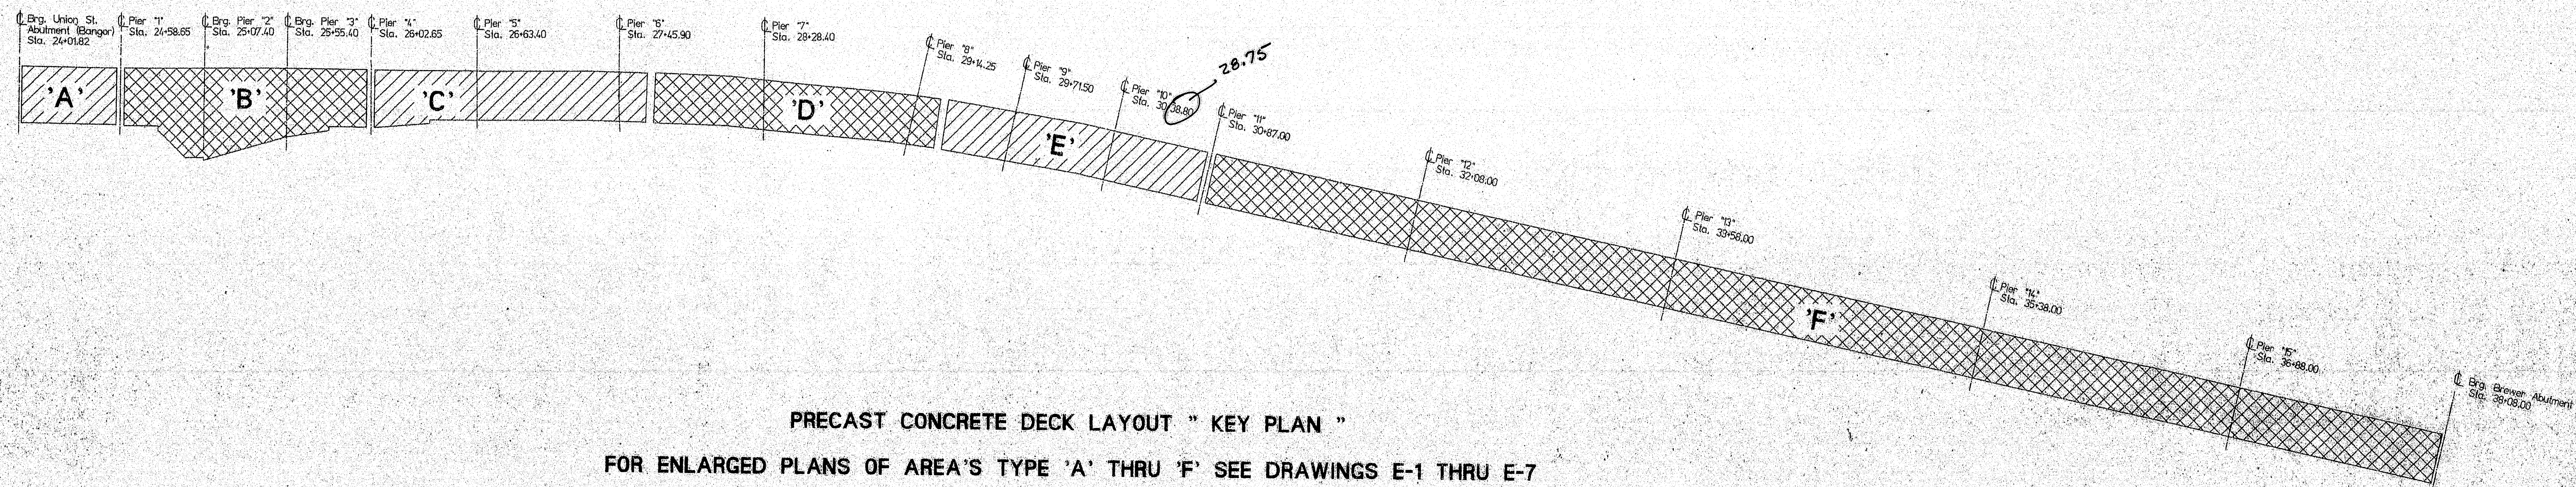 ℄ Brg. Union St.
Abutment (Bangor)
Sta. 24+01.82
℄ Pier "1"
Sta. 24+58.65
℄ Brg. Pier "2"
Sta. 25+07.40
℄ Brg. Pier "3"
Sta. 25+55.40
℄ Pier "4"
Sta. 26+02.65
℄ Pier "5"
Sta. 26+63.40
℄ Pier "6"
Sta. 27+45.90
℄ Pier "7"
Sta. 28+28.40
℄ Pier "8"
Sta. 29+14.25
℄ Pier "9"
Sta. 29+71.50
℄ Pier "10"
Sta. 30+38.80
28.75
℄ Pier "11"
Sta. 30+87.00
℄ Pier "12"
Sta. 32+08.00
℄ Pier "13"
Sta. 33+58.00
℄ Pier "14"
Sta. 35+38.00
℄ Pier "15"
Sta. 36+88.00
℄ Brg. Brewer Abutment
Sta. 38+08.00
'A'
'B'
'C'
'D'
'E'
'F'
PRECAST CONCRETE DECK LAYOUT " KEY PLAN "
FOR ENLARGED PLANS OF AREA'S TYPE 'A' THRU 'F' SEE DRAWINGS E-1 THRU E-7